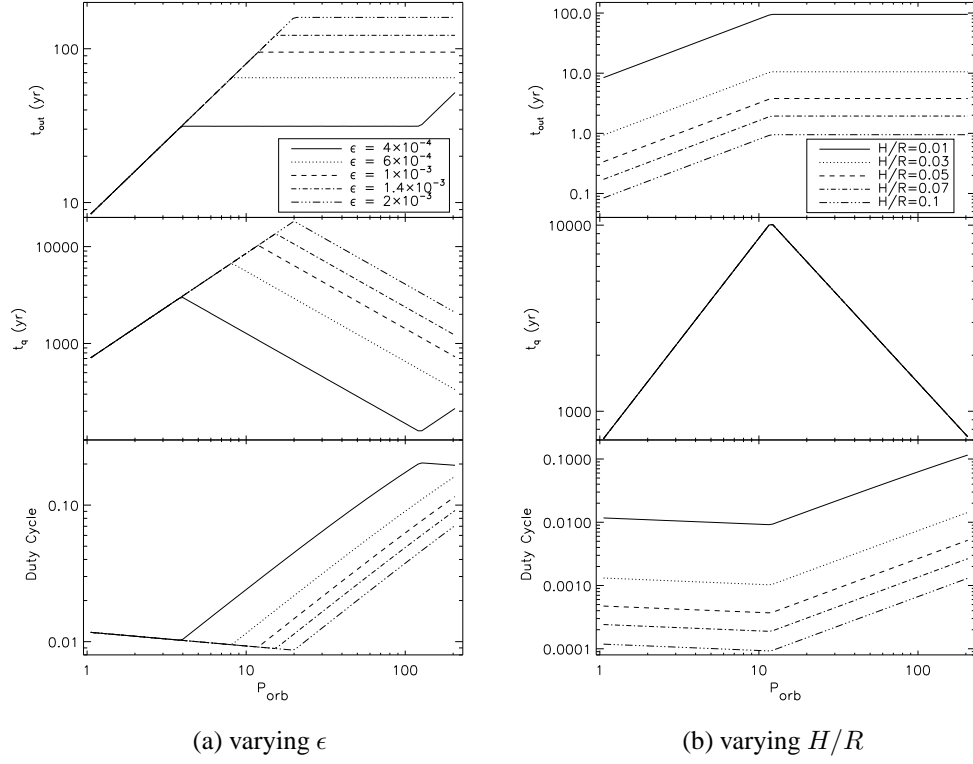 100
10
t_out (yr)
ϵ = 4×10⁻⁴
ϵ = 6×10⁻⁴
ϵ = 1×10⁻³
ϵ = 1.4×10⁻³
ϵ = 2×10⁻³
10000
1000
t_q (yr)
0.10
0.01
Duty Cycle
1
10
100
P_orb
(a) varying ϵ
100.0
10.0
1.0
0.1
t_out (yr)
H/R=0.01
H/R=0.03
H/R=0.05
H/R=0.07
H/R=0.1
10000
1000
t_q (yr)
0.1000
0.0100
0.0010
0.0001
Duty Cycle
1
10
100
P_orb
(b) varying H/R